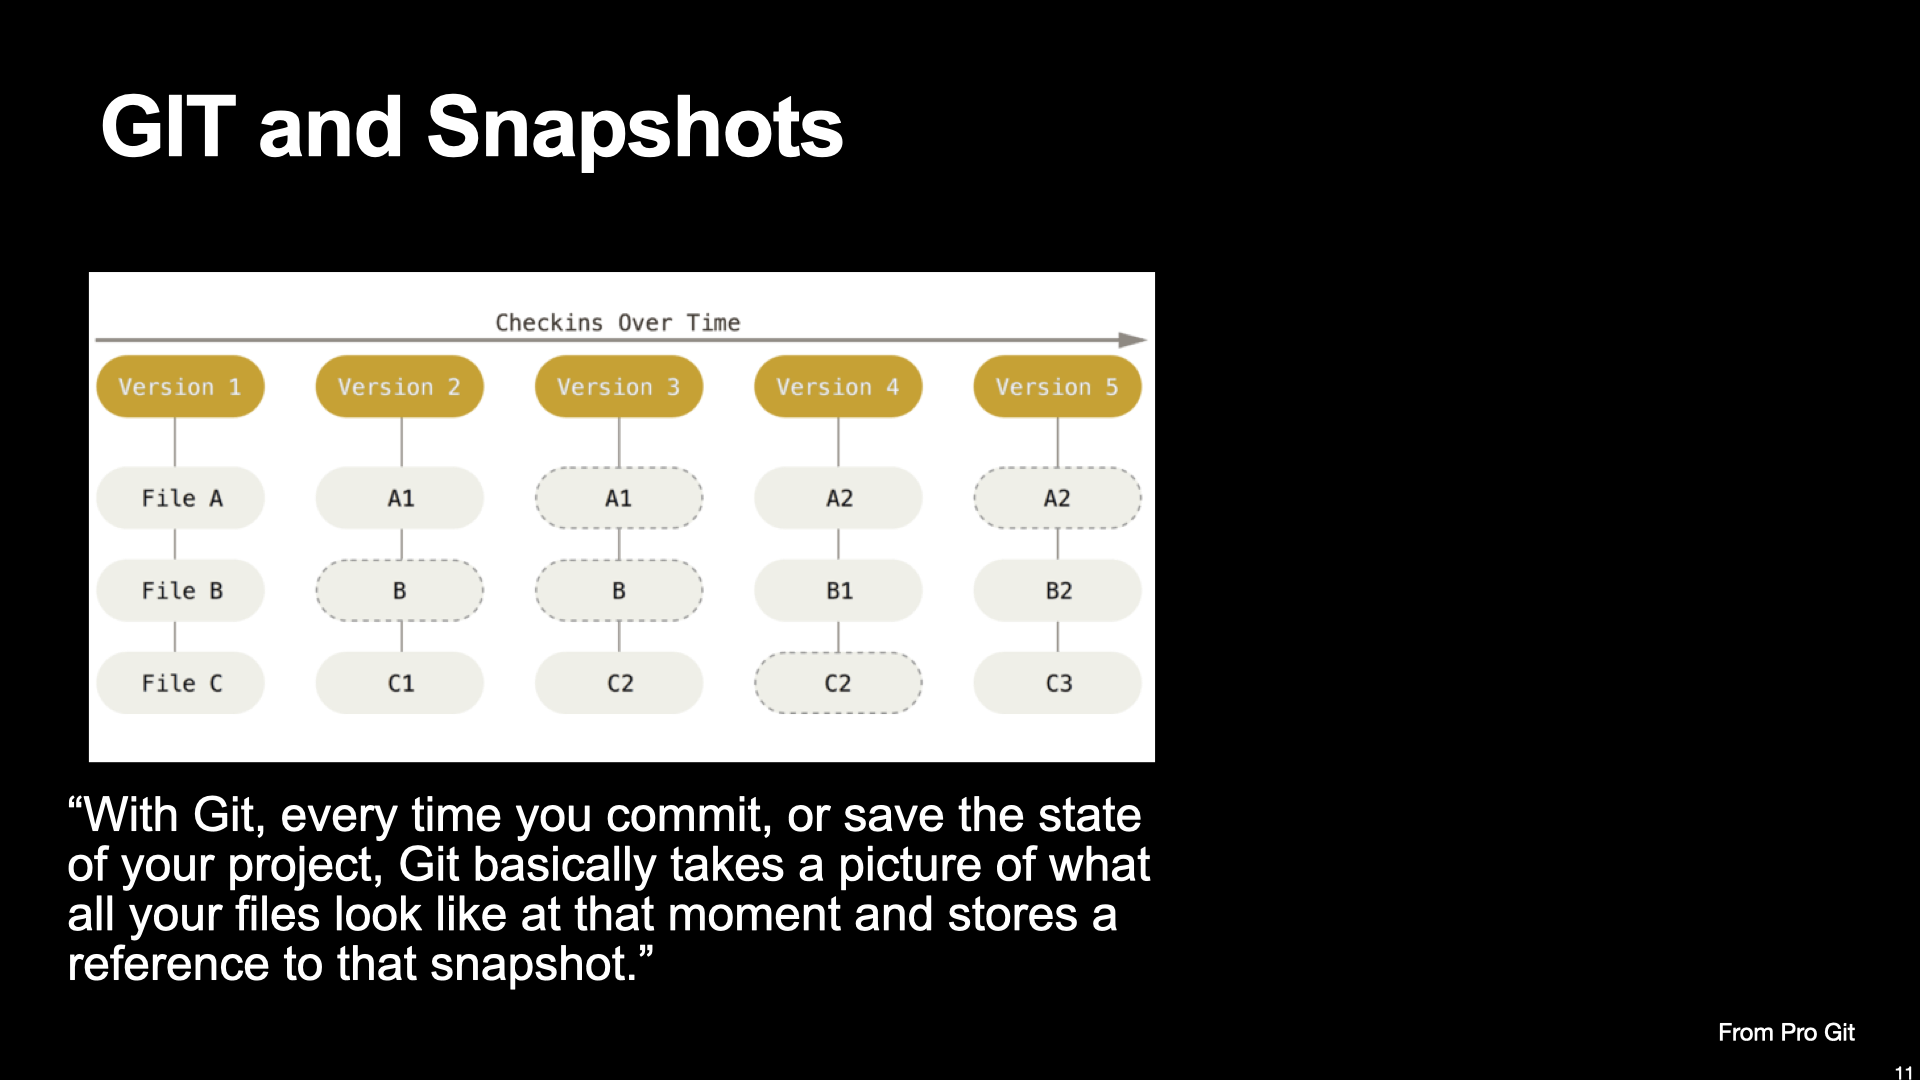 GIT and Snapshots
Checkins Over Time
Version 1 Version 2 Version 3 Version 4 Version 5
File A A1 A1 A2 A2
File B B B B1 B2
File C C1 C2 C2 C3
“With Git, every time you commit, or save the state
of your project, Git basically takes a picture of what
all your files look like at that moment and stores a
reference to that snapshot.”
From Pro Git
11